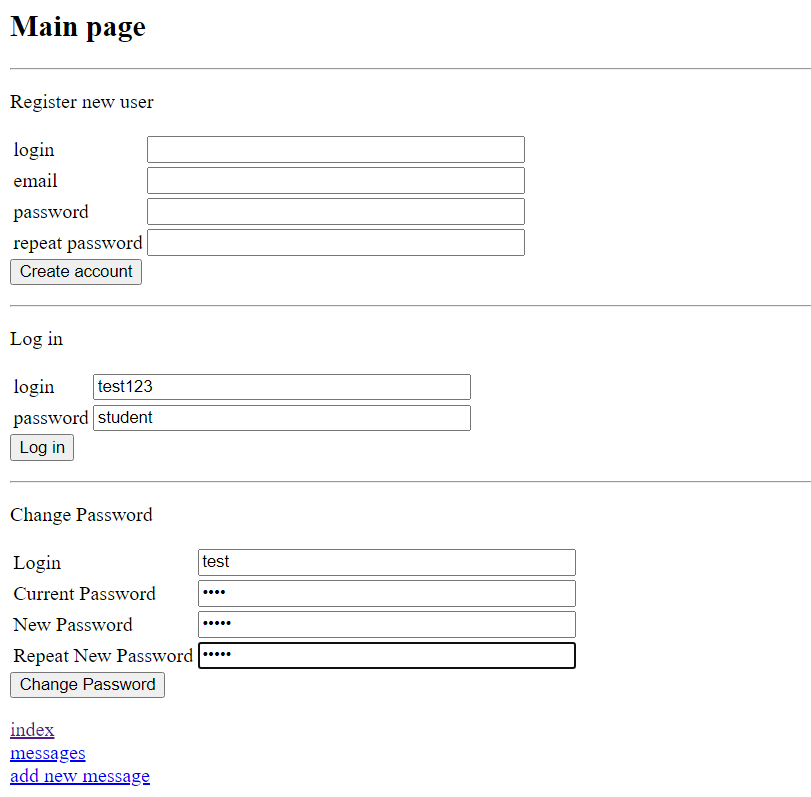 Main page
Register new user
login
email
password
repeat password
Create account
Log in
login test123
password student
Log in
Change Password
Login test
Current Password ••••
New Password •••••
Repeat New Password •••••
Change Password
index
messages
add new message